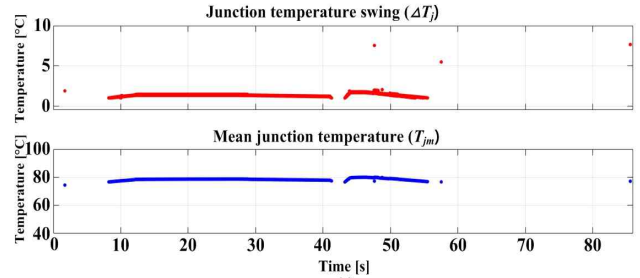 Junction temperature swing (ΔTj)
Temperature [°C]
10
5
0
Mean junction temperature (Tjm)
Temperature [°C]
100
80
60
40
0 10 20 30 40 50 60 70 80
Time [s]